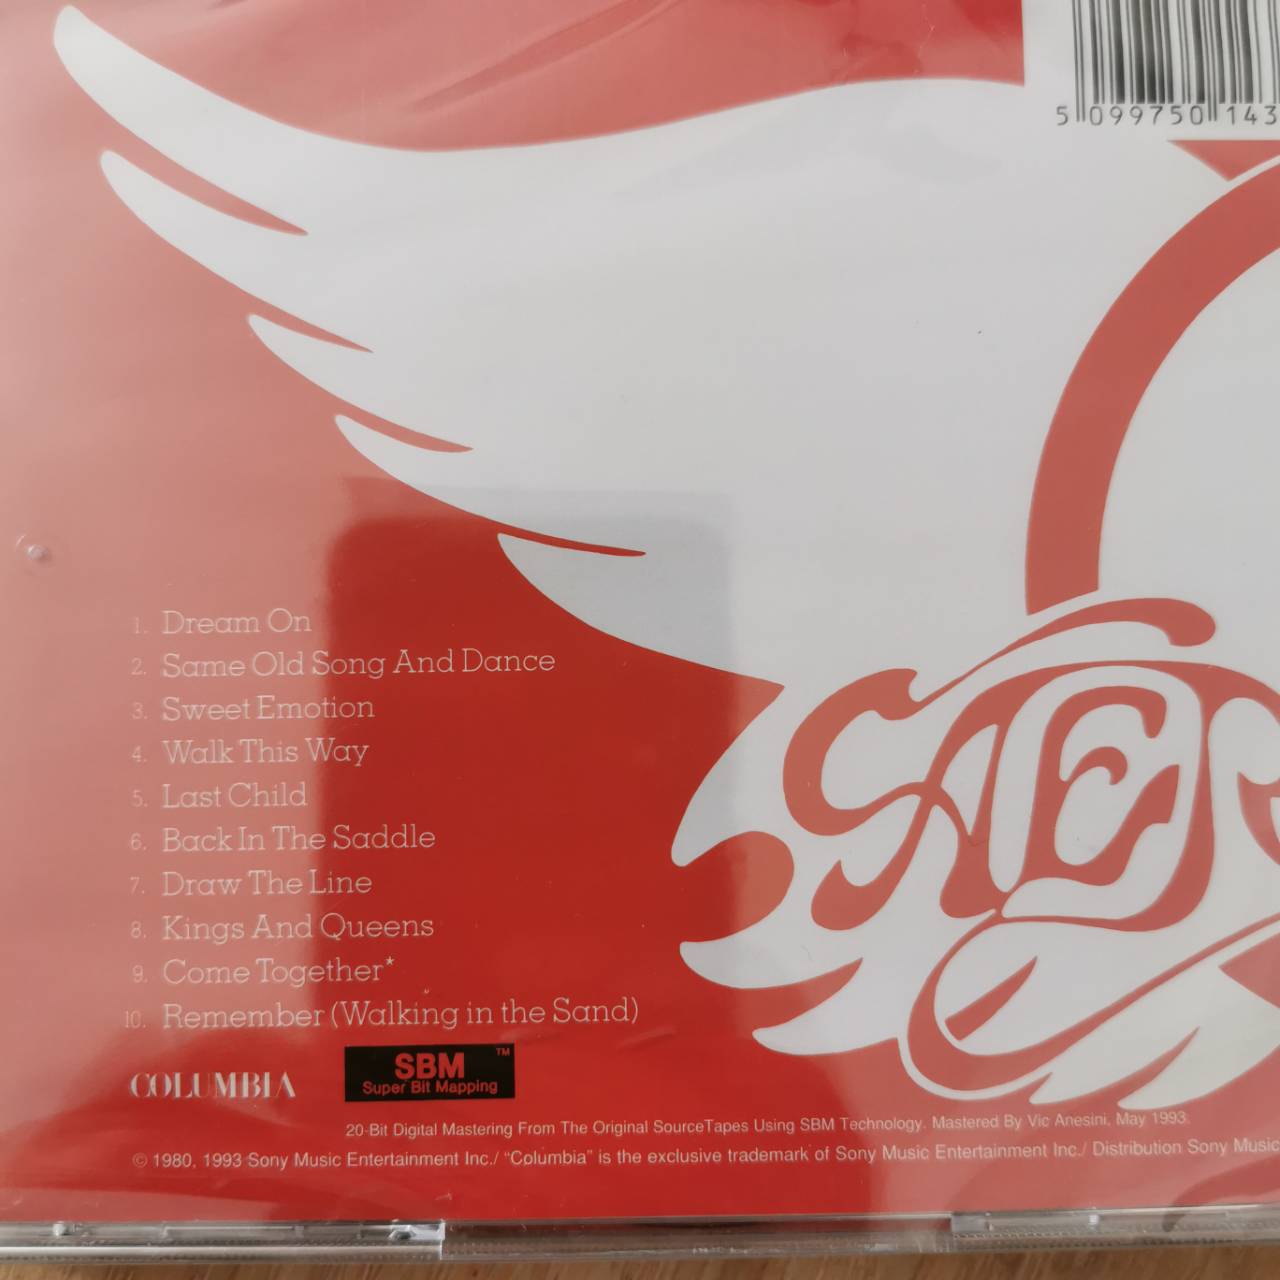 5 099750 143
AER
1. Dream On
2. Same Old Song And Dance
3. Sweet Emotion
4. Walk This Way
5. Last Child
6. Back In The Saddle
7. Draw The Line
8. Kings And Queens
9. Come Together*
10. Remember (Walking in the Sand)
COLUMBIA
SBM™
Super Bit Mapping
20-Bit Digital Mastering From The Original SourceTapes Using SBM Technology. Mastered By Vic Anesini, May 1993.
© 1980, 1993 Sony Music Entertainment Inc./ "Columbia" is the exclusive trademark of Sony Music Entertainment Inc./ Distribution Sony Music